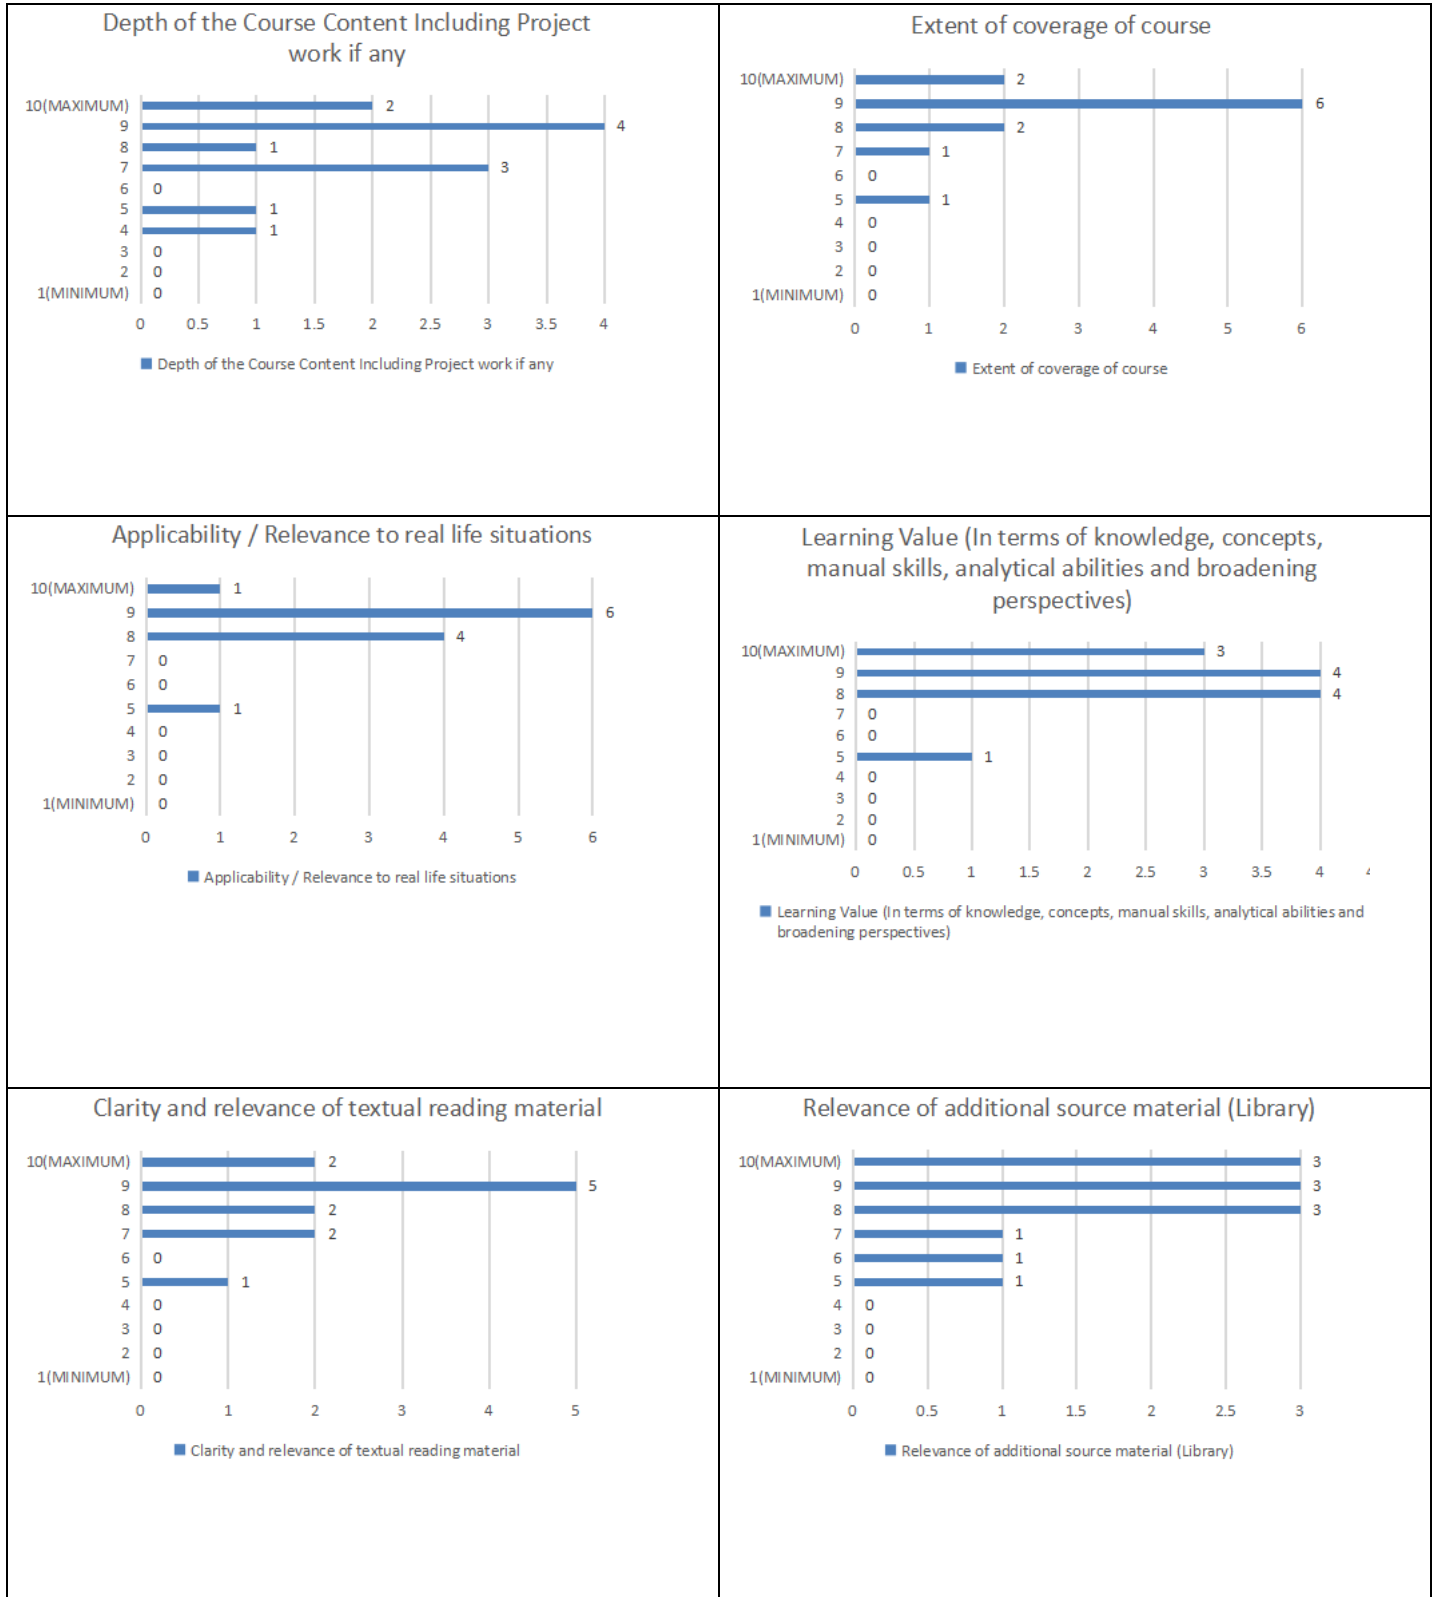 Depth of the Course Content Including Project
work if any
10(MAXIMUM) 2
9 4
8 1
7 3
6 0
5 1
4 1
3 0
2 0
1(MINIMUM) 0
0 0.5 1 1.5 2 2.5 3 3.5 4
Depth of the Course Content Including Project work if any
Extent of coverage of course
10(MAXIMUM) 2
9 6
8 2
7 1
6 0
5 1
4 0
3 0
2 0
1(MINIMUM) 0
0 1 2 3 4 5 6
Extent of coverage of course
Applicability / Relevance to real life situations
10(MAXIMUM) 1
9 6
8 4
7 0
6 0
5 1
4 0
3 0
2 0
1(MINIMUM) 0
0 1 2 3 4 5 6
Applicability / Relevance to real life situations
Learning Value (In terms of knowledge, concepts,
manual skills, analytical abilities and broadening
perspectives)
10(MAXIMUM) 3
9 4
8 4
7 0
6 0
5 1
4 0
3 0
2 0
1(MINIMUM) 0
0 0.5 1 1.5 2 2.5 3 3.5 4
Learning Value (In terms of knowledge, concepts, manual skills, analytical abilities and
broadening perspectives)
Clarity and relevance of textual reading material
10(MAXIMUM) 2
9 5
8 2
7 2
6 0
5 1
4 0
3 0
2 0
1(MINIMUM) 0
0 1 2 3 4 5
Clarity and relevance of textual reading material
Relevance of additional source material (Library)
10(MAXIMUM) 3
9 3
8 3
7 1
6 1
5 1
4 0
3 0
2 0
1(MINIMUM) 0
0 0.5 1 1.5 2 2.5 3
Relevance of additional source material (Library)